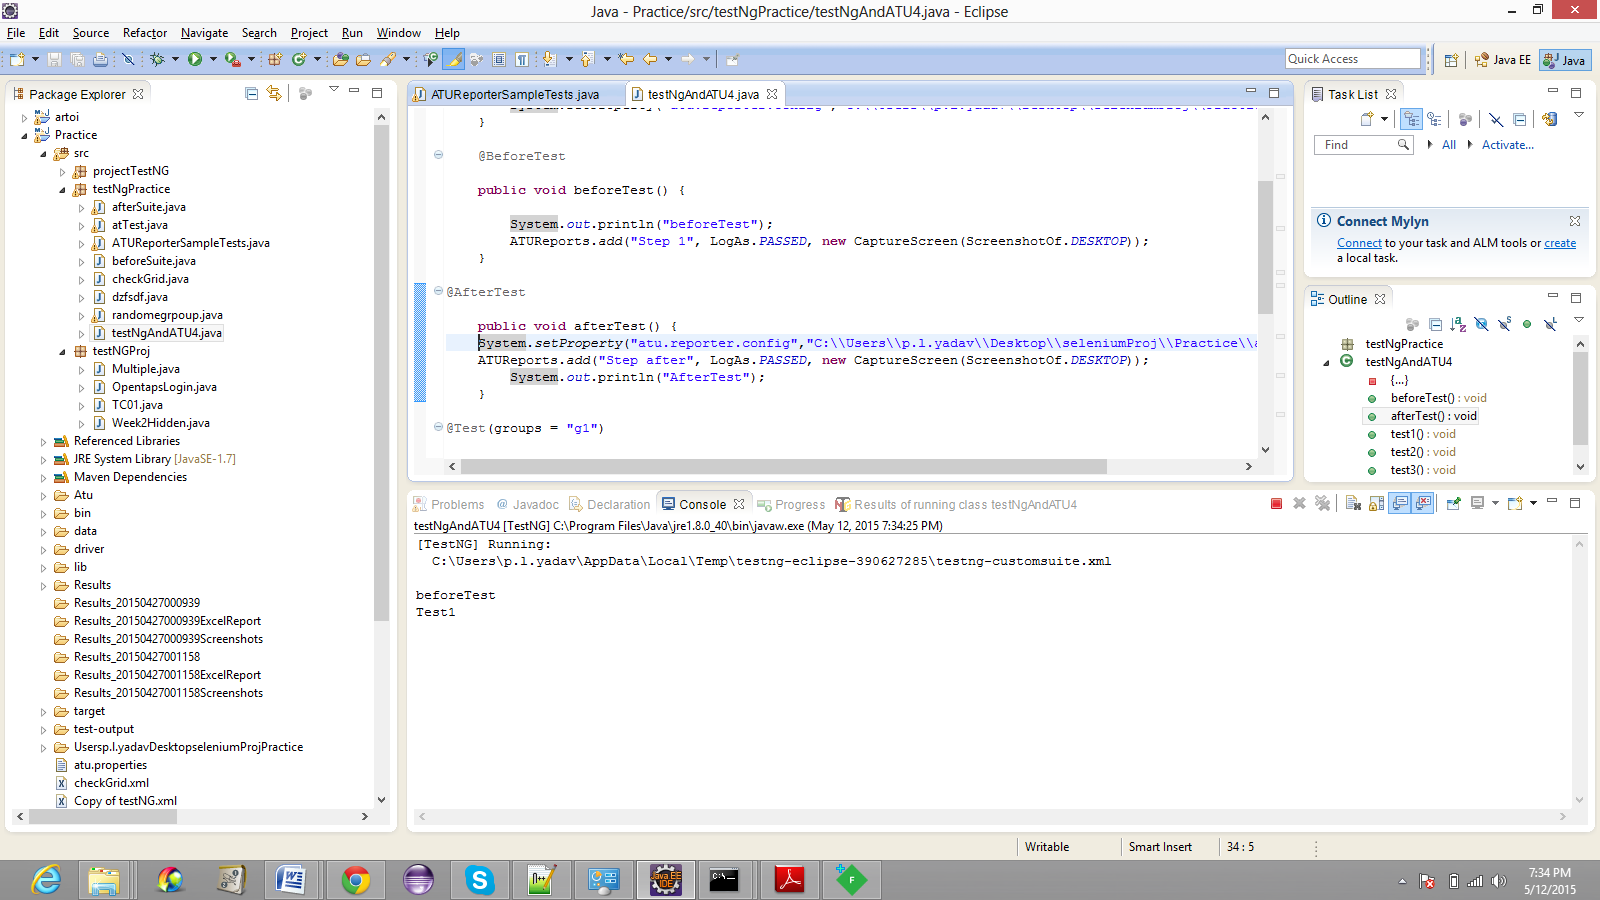 Java - Practice/src/testNgPractice/testNgAndATU4.java - Eclipse
File Edit Source Refactor Navigate Search Project Run Window Help
Quick Access
Java EE
Java
Package Explorer
artoi
Practice
src
projectTestNG
testNgPractice
afterSuite.java
atTest.java
ATUReporterSampleTests.java
beforeSuite.java
checkGrid.java
dzfsdf.java
randomegrpoup.java
testNgAndATU4.java
testNGProj
Multiple.java
OpentapsLogin.java
TC01.java
Week2Hidden.java
Referenced Libraries
JRE System Library [JavaSE-1.7]
Maven Dependencies
Atu
bin
data
driver
lib
Results
Results_20150427000939
Results_20150427000939ExcelReport
Results_20150427000939Screenshots
Results_20150427001158
Results_20150427001158ExcelReport
Results_20150427001158Screenshots
target
test-output
Usersp.l.yadavDesktopseleniumProjPractice
atu.properties
checkGrid.xml
Copy of testNG.xml
ATUReporterSampleTests.java
testNgAndATU4.java
}
@BeforeTest
public void beforeTest() {
System.out.println("beforeTest");
ATUReports.add("Step 1", LogAs.PASSED, new CaptureScreen(ScreenshotOf.DESKTOP));
}
@AfterTest
public void afterTest() {
System.setProperty("atu.reporter.config","C:\\Users\\p.l.yadav\\Desktop\\seleniumProj\\Practice\\a
ATUReports.add("Step after", LogAs.PASSED, new CaptureScreen(ScreenshotOf.DESKTOP));
System.out.println("AfterTest");
}
@Test(groups = "g1")
Task List
Find
All
Activate...
Connect Mylyn
Connect to your task and ALM tools or create
a local task.
Outline
testNgPractice
testNgAndATU4
{...}
beforeTest() : void
afterTest() : void
test1() : void
test2() : void
test3() : void
Problems
@ Javadoc
Declaration
Console
Progress
Results of running class testNgAndATU4
testNgAndATU4 [TestNG] C:\Program Files\Java\jre1.8.0_40\bin\javaw.exe (May 12, 2015 7:34:25 PM)
[TestNG] Running:
C:\Users\p.l.yadav\AppData\Local\Temp\testng-eclipse-390627285\testng-customsuite.xml
beforeTest
Test1
Writable
Smart Insert
34 : 5
Java EE
IDE
7:34 PM
5/12/2015